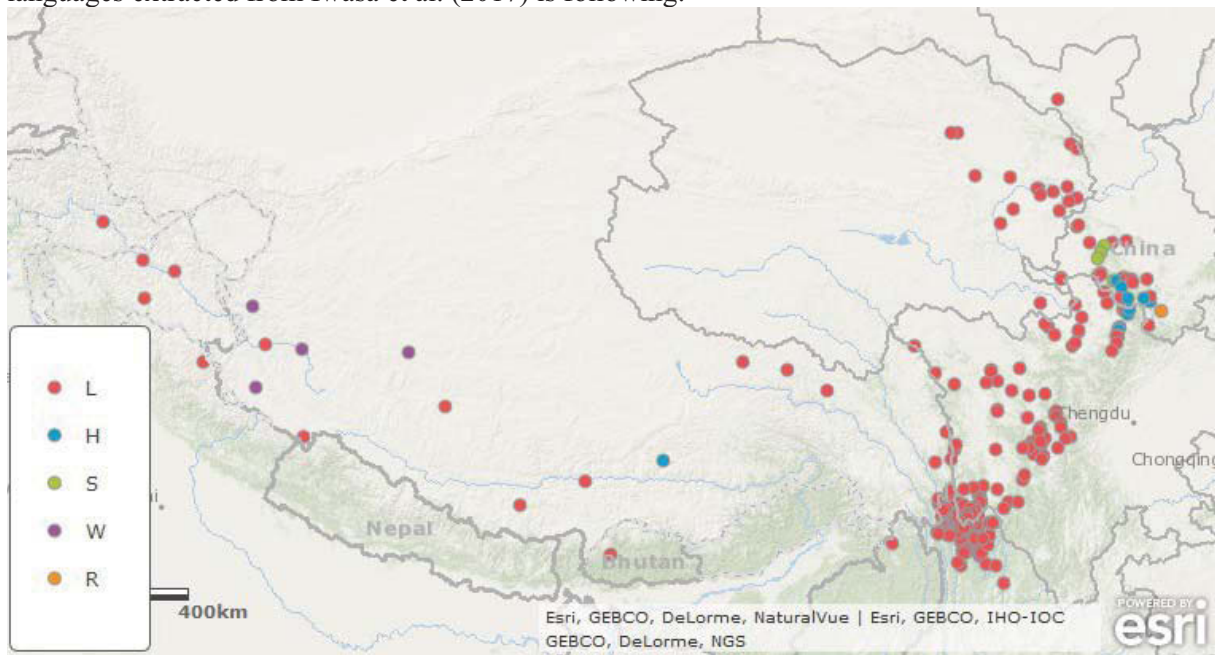 languages extracted from Iwasa et al. (2017) is following:
China
L
H
S
W
R
Chengdu
Chongqing
Nepal
Bhutan
400km
Esri, GEBCO, DeLorme, NaturalVue | Esri, GEBCO, IHO-IOC
GEBCO, DeLorme, NGS
POWERED BY
esri